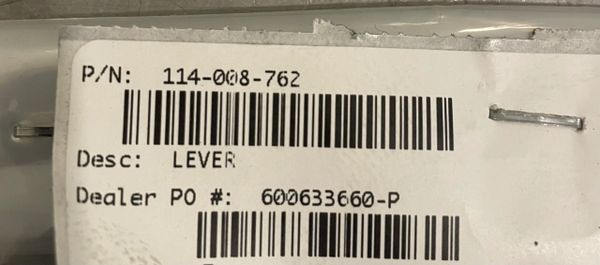 P/N: 114-008-762
Desc: LEVER
Dealer PO #: 600633660-P